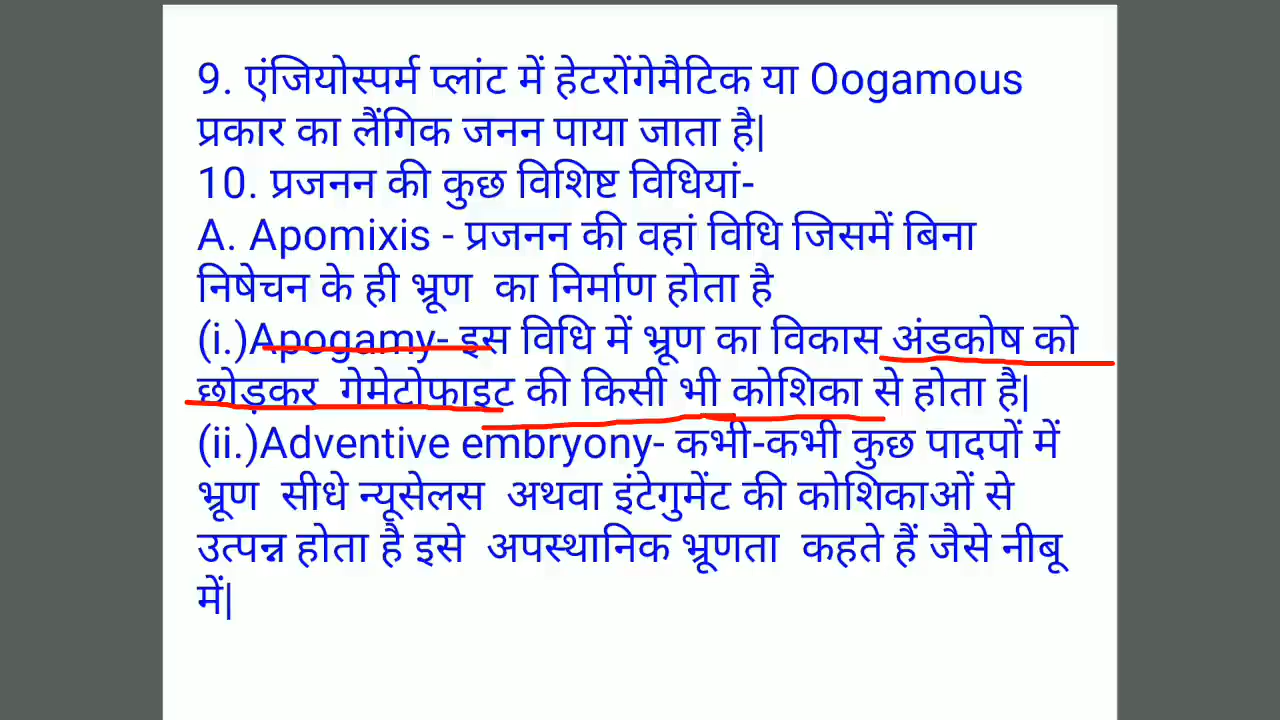 9. एंजियोस्पर्म प्लांट में हेटरोंगेमैटिक या Oogamous
प्रकार का लैंगिक जनन पाया जाता है|
10. प्रजनन की कुछ विशिष्ट विधियां-
A. Apomixis - प्रजनन की वहां विधि जिसमें बिना
निषेचन के ही भ्रूण का निर्माण होता है
(i.)Apogamy- इस विधि में भ्रूण का विकास अंडकोष को
छोड़कर गेमेटोफाइट की किसी भी कोशिका से होता है|
(ii.)Adventive embryony- कभी-कभी कुछ पादपों में
भ्रूण सीधे न्यूसेलस अथवा इंटेगुमेंट की कोशिकाओं से
उत्पन्न होता है इसे अपस्थानिक भ्रूणता कहते हैं जैसे नीबू
में|